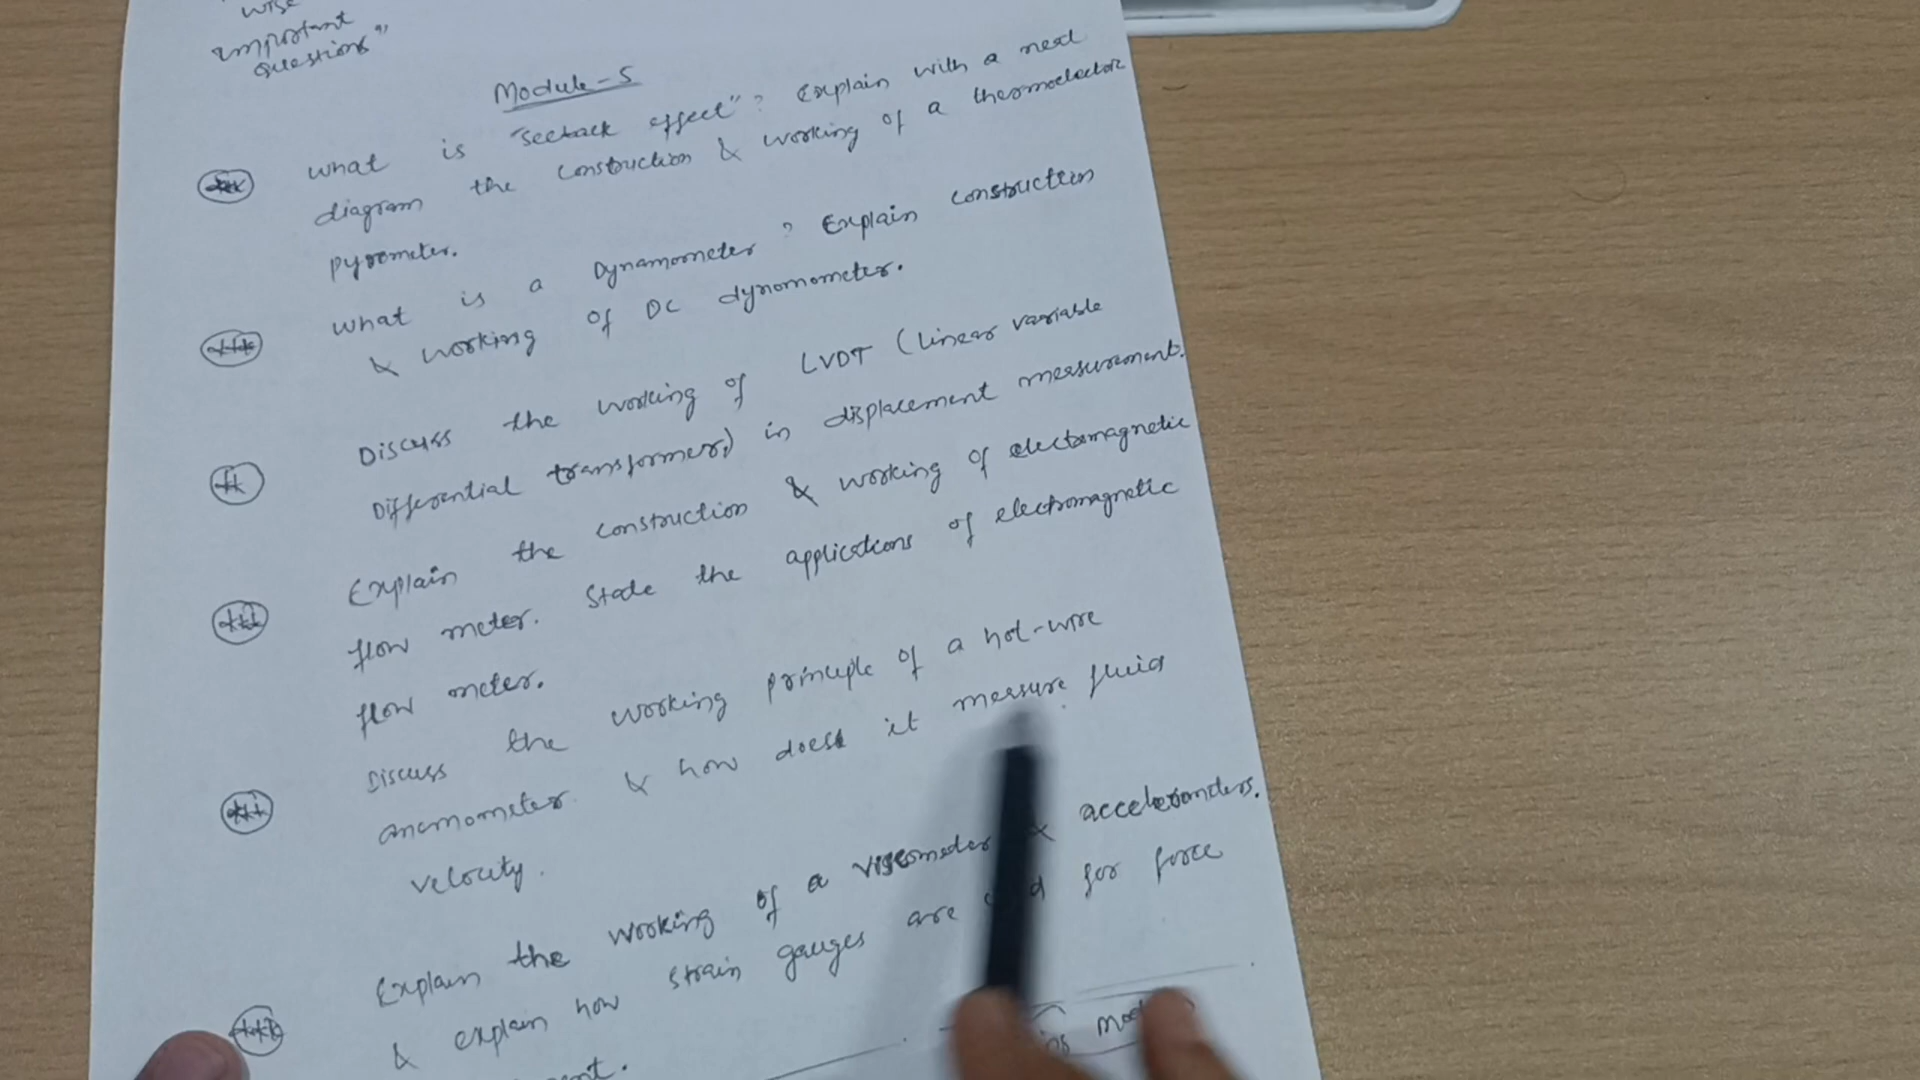 wise
important
questions"
Module-5
What is "seeback effect"? Explain with a neat
diagram the construction & working of a thermoelectric
pyrometer.
What is a Dynamometer? Explain construction
& working of DC dynomometer.
Discuss the working of LVDT (Linear variable
Differential transformer) in displacement measurement.
Explain the construction & working of electromagnetic
flow meter. State the applications of electromagnetic
flow meter.
Discuss the working principle of a hot-wire
anemometer & how does it measure fluid
velocity.
Explain the working of a viscometer & accelerometers.
& explain how strain gauges are for force